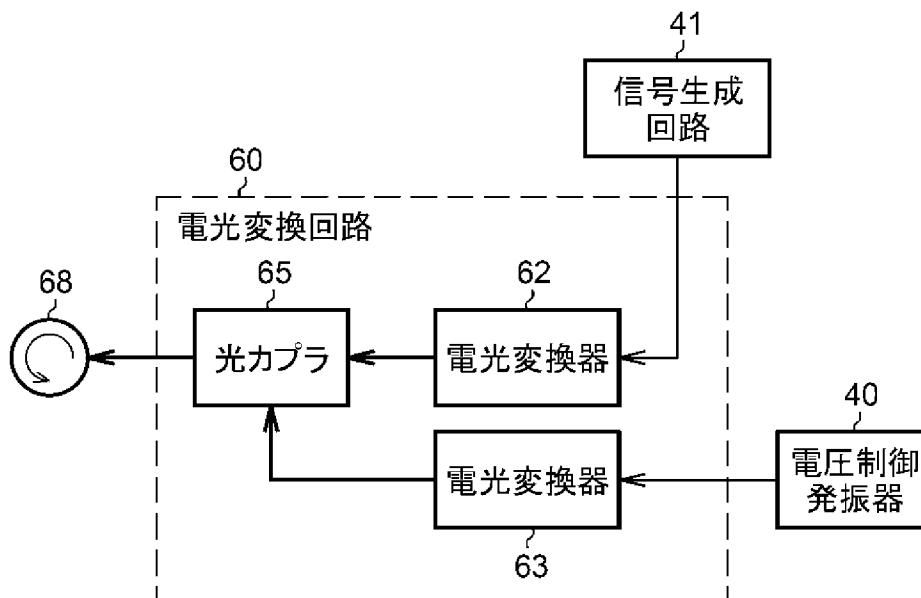 41
信号生成
回路
60
電光変換回路
68
65
光カプラ
62
電光変換器
40
電圧制御
発振器
電光変換器
63